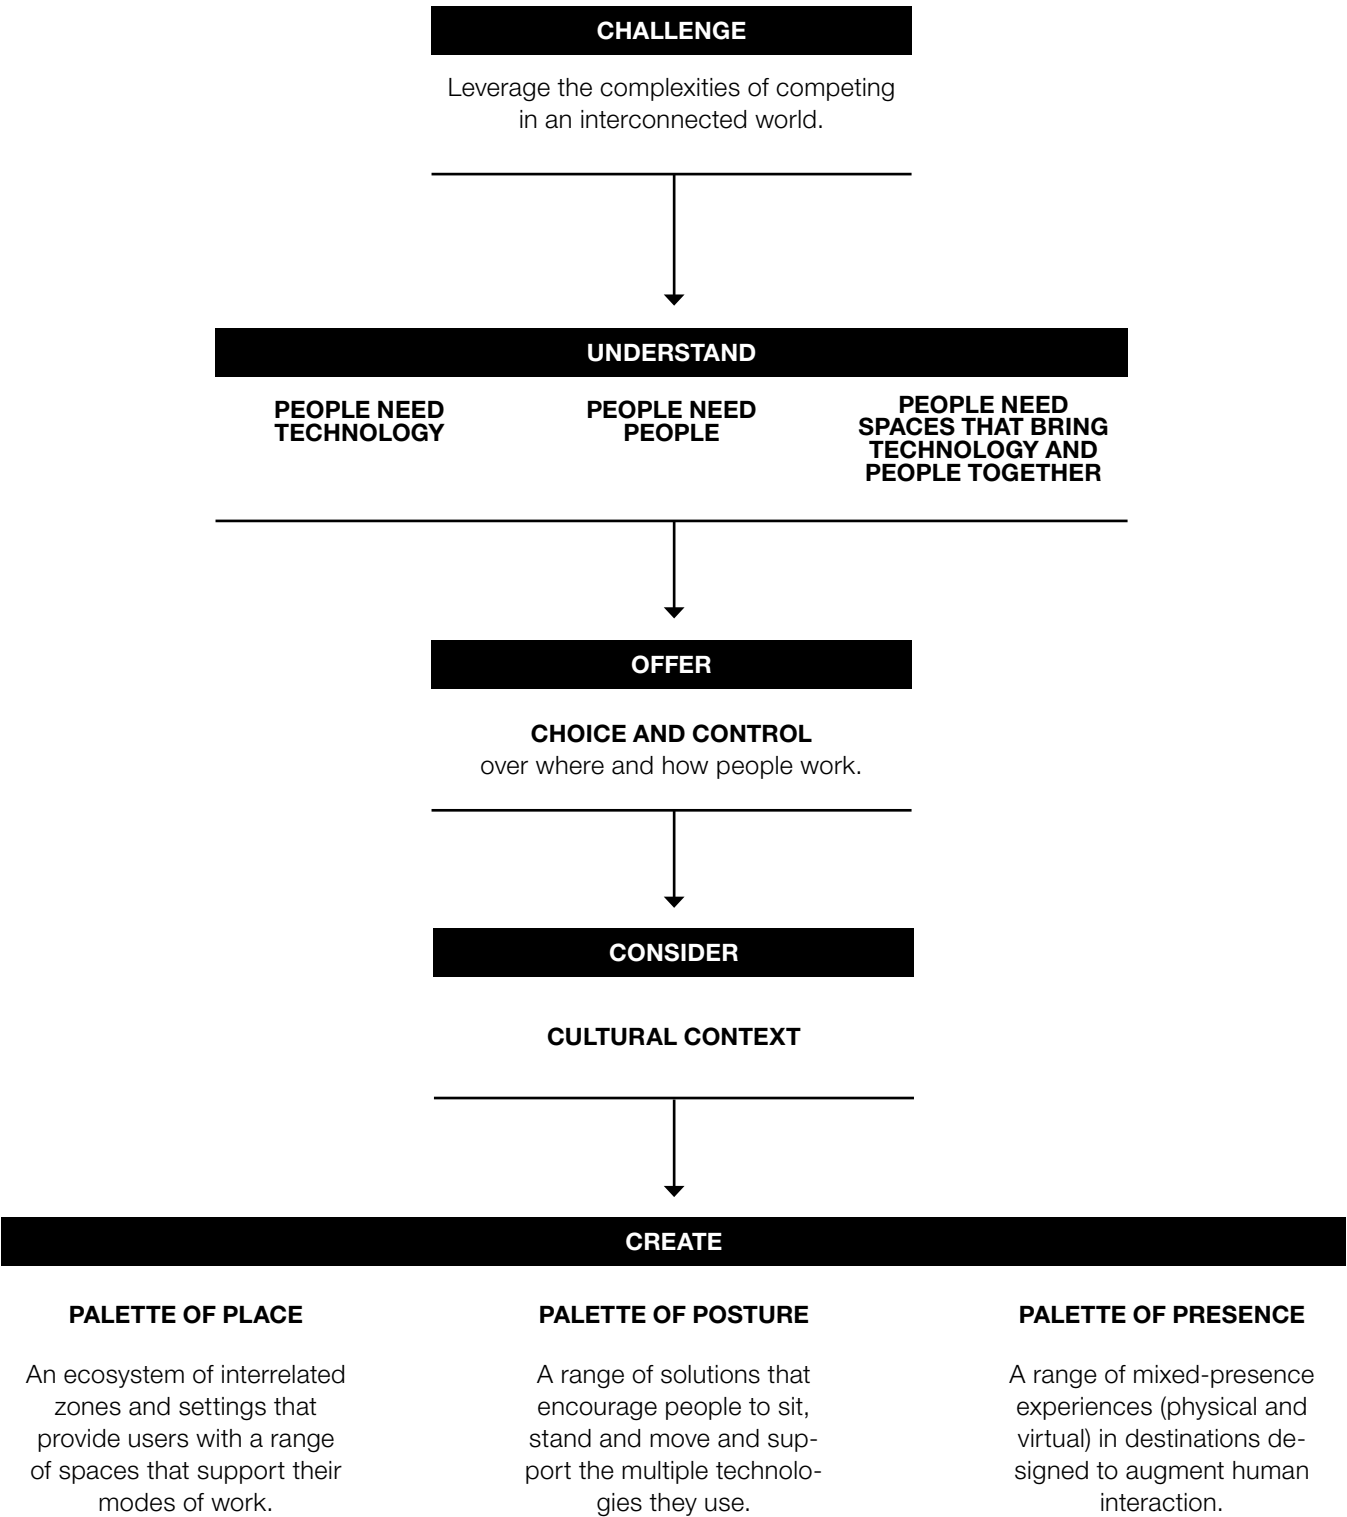 CHALLENGE
Leverage the complexities of competing
in an interconnected world.
UNDERSTAND
PEOPLE NEED
TECHNOLOGY
PEOPLE NEED
PEOPLE
PEOPLE NEED
SPACES THAT BRING
TECHNOLOGY AND
PEOPLE TOGETHER
OFFER
CHOICE AND CONTROL
over where and how people work.
CONSIDER
CULTURAL CONTEXT
CREATE
PALETTE OF PLACE
An ecosystem of interrelated
zones and settings that
provide users with a range
of spaces that support their
modes of work.
PALETTE OF POSTURE
A range of solutions that
encourage people to sit,
stand and move and sup-
port the multiple technolo-
gies they use.
PALETTE OF PRESENCE
A range of mixed-presence
experiences (physical and
virtual) in destinations de-
signed to augment human
interaction.